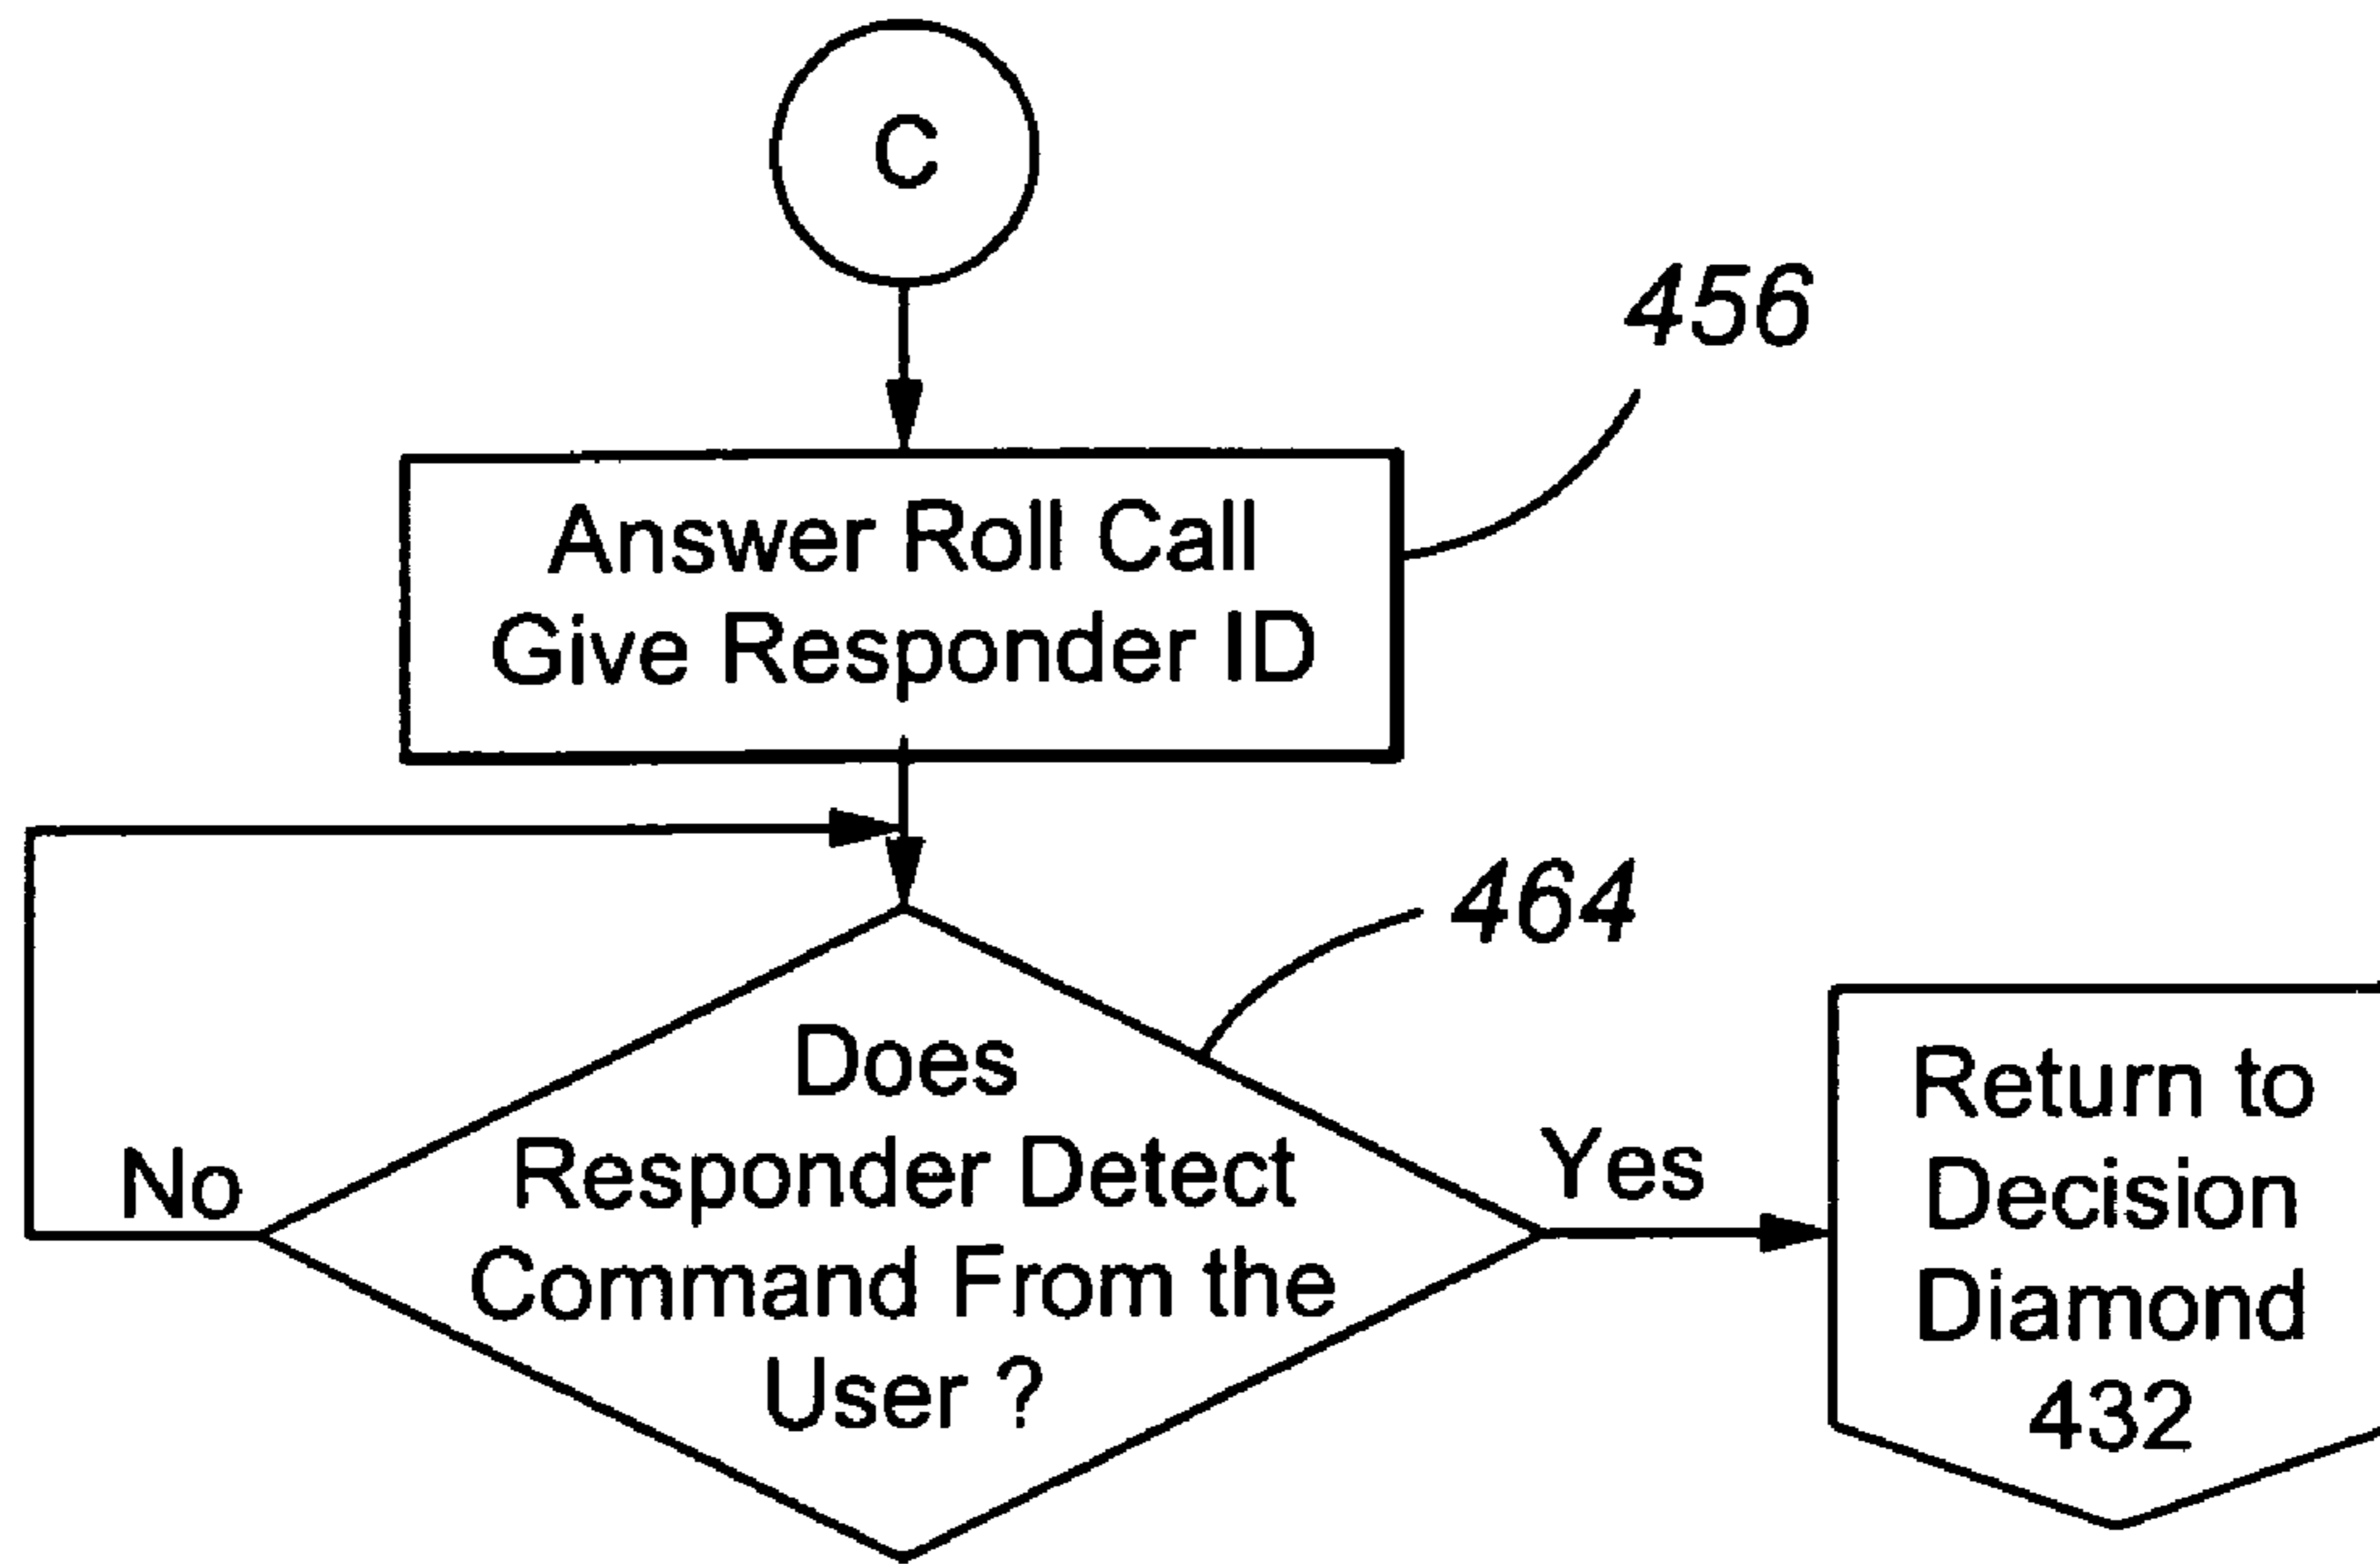 C
456
Answer Roll Call
Give Responder ID
464
Does
Responder Detect
Command From the
User ?
No
Yes
Return to
Decision
Diamond
432